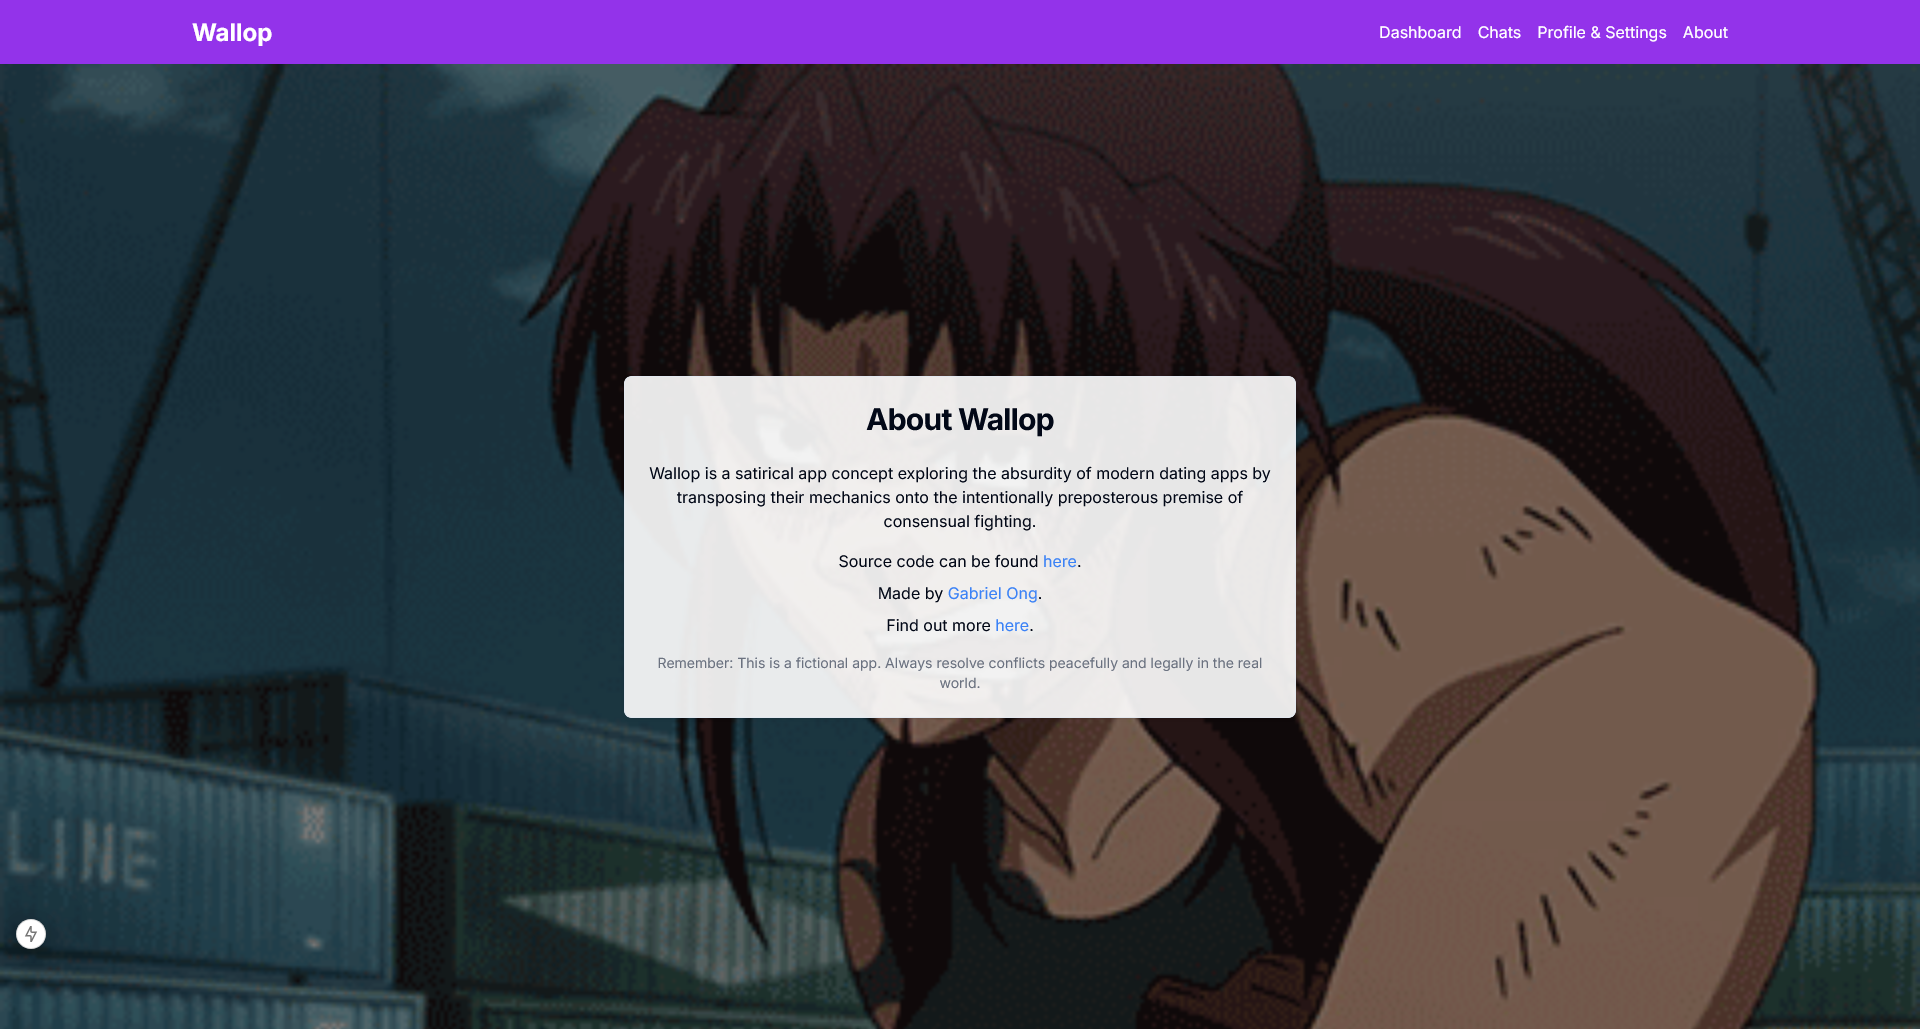 Wallop
Dashboard Chats Profile & Settings About
About Wallop
Wallop is a satirical app concept exploring the absurdity of modern dating apps by
transposing their mechanics onto the intentionally preposterous premise of
consensual fighting.
Source code can be found here.
Made by Gabriel Ong.
Find out more here.
Remember: This is a fictional app. Always resolve conflicts peacefully and legally in the real
world.
LINE